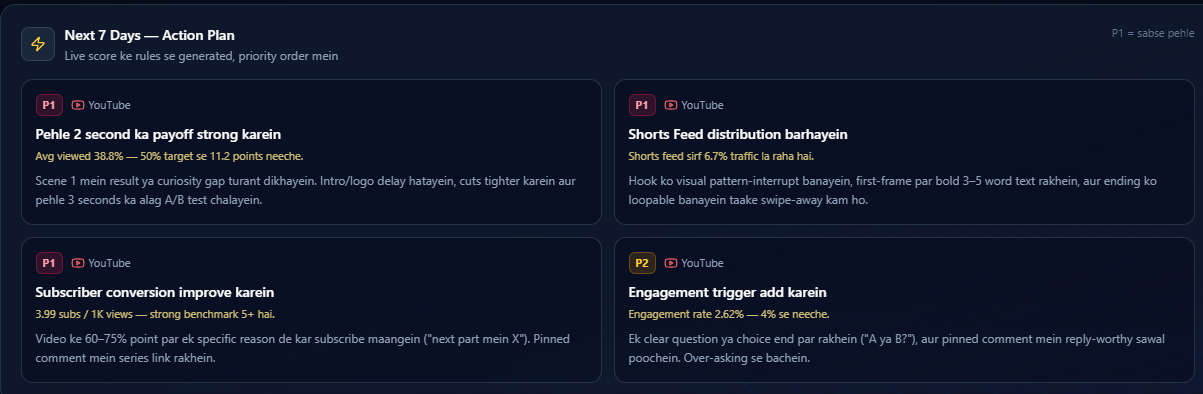 Next 7 Days — Action Plan
Live score ke rules se generated, priority order mein
P1 = sabse pehle
P1 YouTube
Pehle 2 second ka payoff strong karein
Avg viewed 38.8% — 50% target se 11.2 points neeche.
Scene 1 mein result ya curiosity gap turant dikhayein. Intro/logo delay hatayein, cuts tighter karein aur
pehle 3 seconds ka alag A/B test chalayein.
P1 YouTube
Shorts Feed distribution barhayein
Shorts feed sirf 6.7% traffic la raha hai.
Hook ko visual pattern-interrupt banayein, first-frame par bold 3–5 word text rakhein, aur ending ko
loopable banayein taake swipe-away kam ho.
P1 YouTube
Subscriber conversion improve karein
3.99 subs / 1K views — strong benchmark 5+ hai.
Video ke 60–75% point par ek specific reason de kar subscribe maangein ("next part mein X"). Pinned
comment mein series link rakhein.
P2 YouTube
Engagement trigger add karein
Engagement rate 2.62% — 4% se neeche.
Ek clear question ya choice end par rakhein ("A ya B?"), aur pinned comment mein reply-worthy sawal
poochein. Over-asking se bachein.